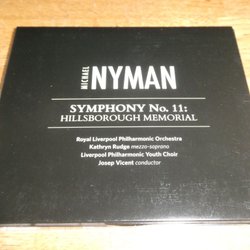 MICHAEL
NYMAN
SYMPHONY No. 11:
HILLSBOROUGH MEMORIAL
Royal Liverpool Philharmonic Orchestra
Kathryn Rudge mezzo-soprano
Liverpool Philharmonic Youth Choir
Josep Vicent conductor